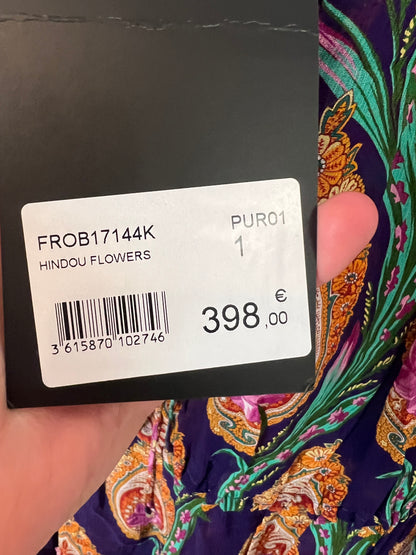 FROB17144K PUR01
HINDOU FLOWERS 1
3 615870 102746
398,00 €